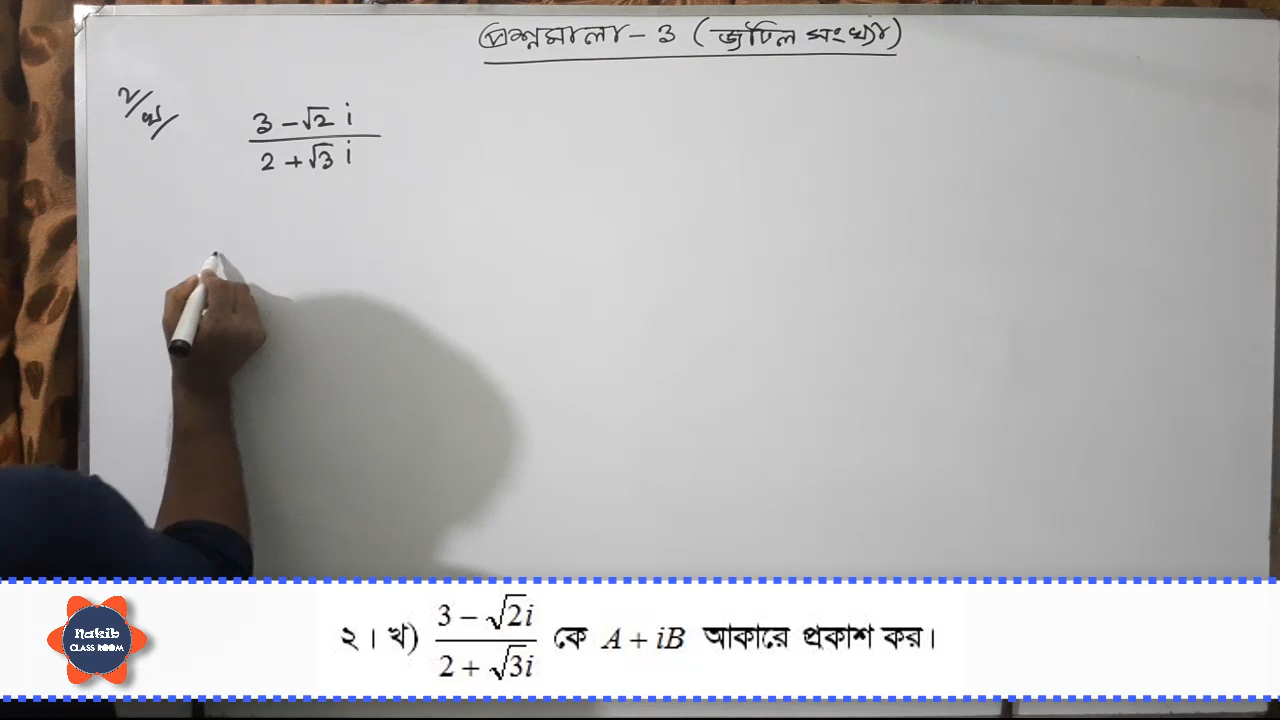 প্রশ্নমালা - 3 (জটিল সংখ্যা)
২/খ/
3 - √2 i
2 + √3 i
Nakib
CLASS ROOM
২। খ) 3 - √2i / 2 + √3i কে A + iB আকারে প্রকাশ কর।